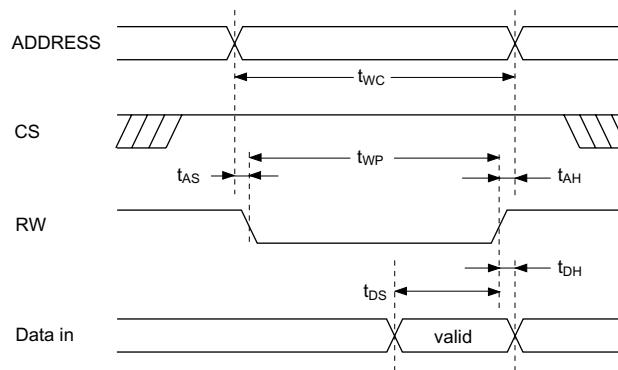 ADDRESS
tWC
CS
tWP
tAS
tAH
RW
tDH
tDS
Data in
valid